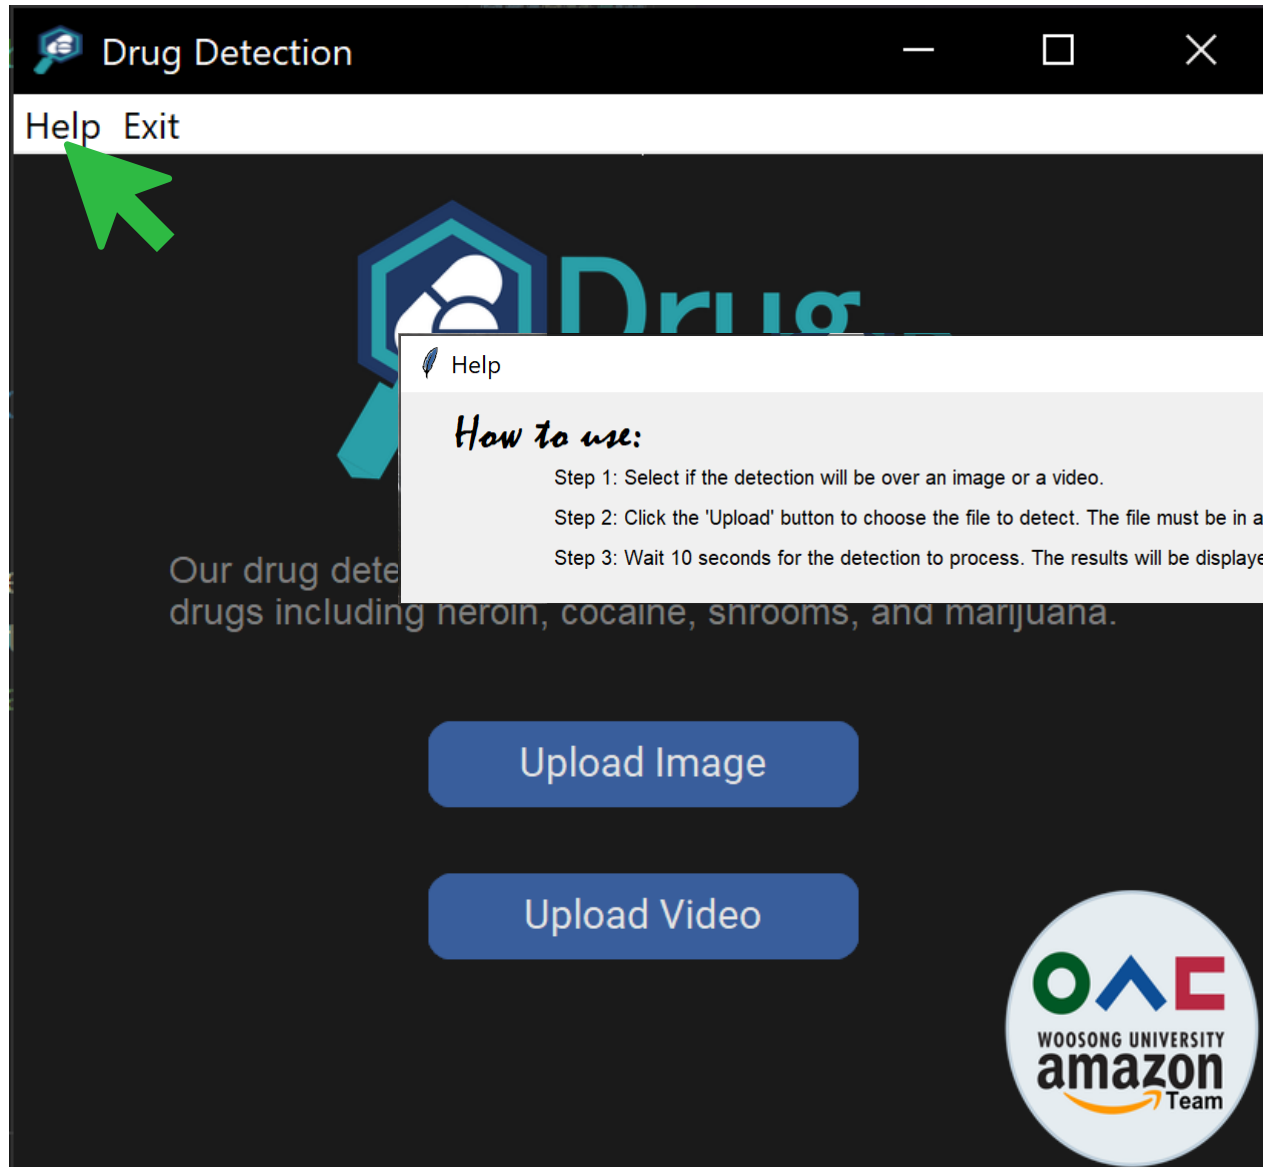 Drug Detection
Help Exit
Drug
Help
How to use:
Step 1: Select if the detection will be over an image or a video.
Step 2: Click the 'Upload' button to choose the file to detect. The file must be in a
Step 3: Wait 10 seconds for the detection to process. The results will be
Our drug
drugs including heroin, cocaine, shrooms, and marijuana.
Upload Image
Upload Video
WOOSONG UNIVERSITY
amazon
Team